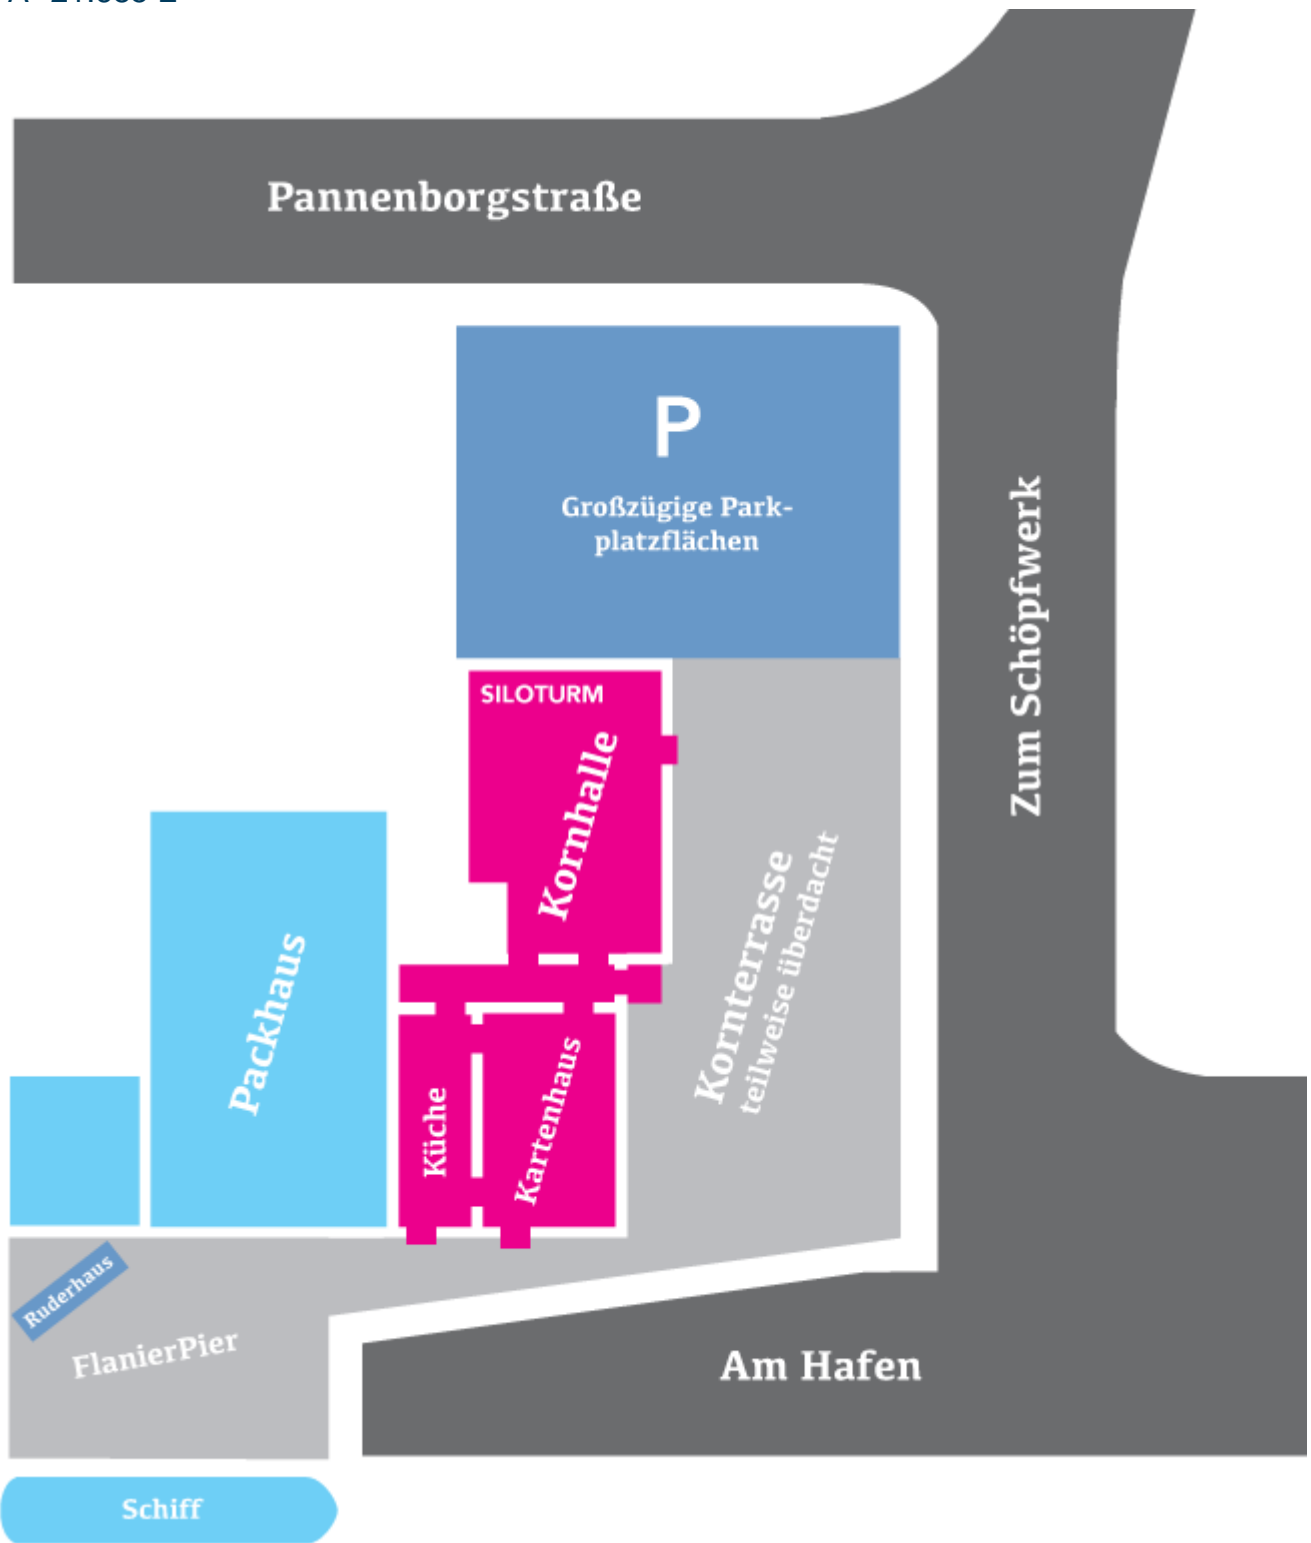 Pannenborgstraße
P
Großzügige Park-
platzflächen
Zum Schöpfwerk
SILOTURM
Kornhalle
Kornterrasse
teilweise überdacht
Packhaus
Küche
Kartenhaus
Ruderhaus
FlanierPier
Am Hafen
Schiff